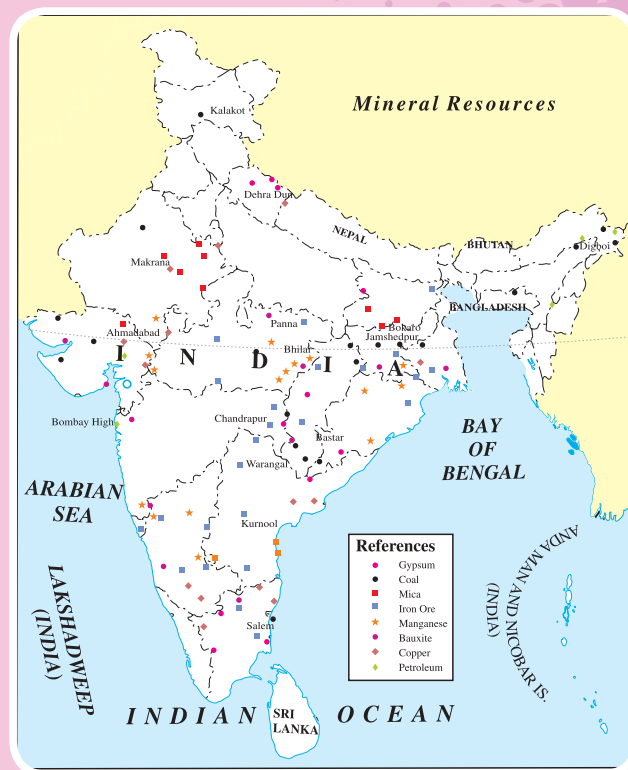 Mineral Resources
Kalakot
Dehra Dun
NEPAL
BHUTAN
Digboi
Makrana
BANGLADESH
Panna
Bokaro
Jamshedpur
Ahmadabad
Bhilai
I N D I A
Bombay High
Chandrapur
Bastar
BAY
OF
BENGAL
Warangal
ARABIAN
SEA
Kurnool
ANDAMAN AND NICOBAR IS.
(INDIA)
References
Gypsum
Coal
Mica
Iron Ore
Manganese
Bauxite
Copper
Petroleum
LAKSHADWEEP
(INDIA)
Salem
INDIAN OCEAN
SRI
LANKA